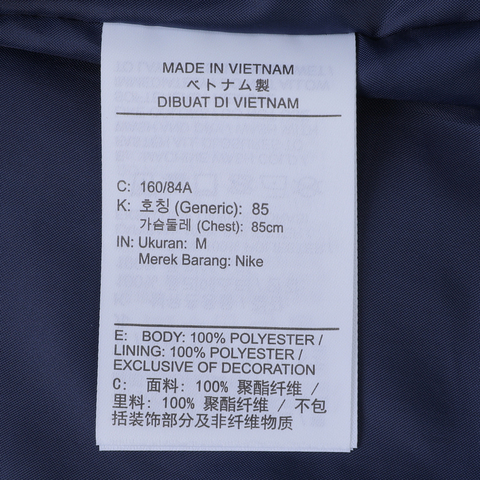 MADE IN VIETNAM
ベトナム製
DIBUAT DI VIETNAM
C: 160/84A
K: 호칭 (Generic): 85
가슴둘레 (Chest): 85cm
IN: Ukuran: M
Merek Barang: Nike
E: BODY: 100% POLYESTER /
LINING: 100% POLYESTER /
EXCLUSIVE OF DECORATION
C: 面料: 100% 聚酯纤维 /
里料: 100% 聚酯纤维 / 不包
括装饰部分及非纤维物质